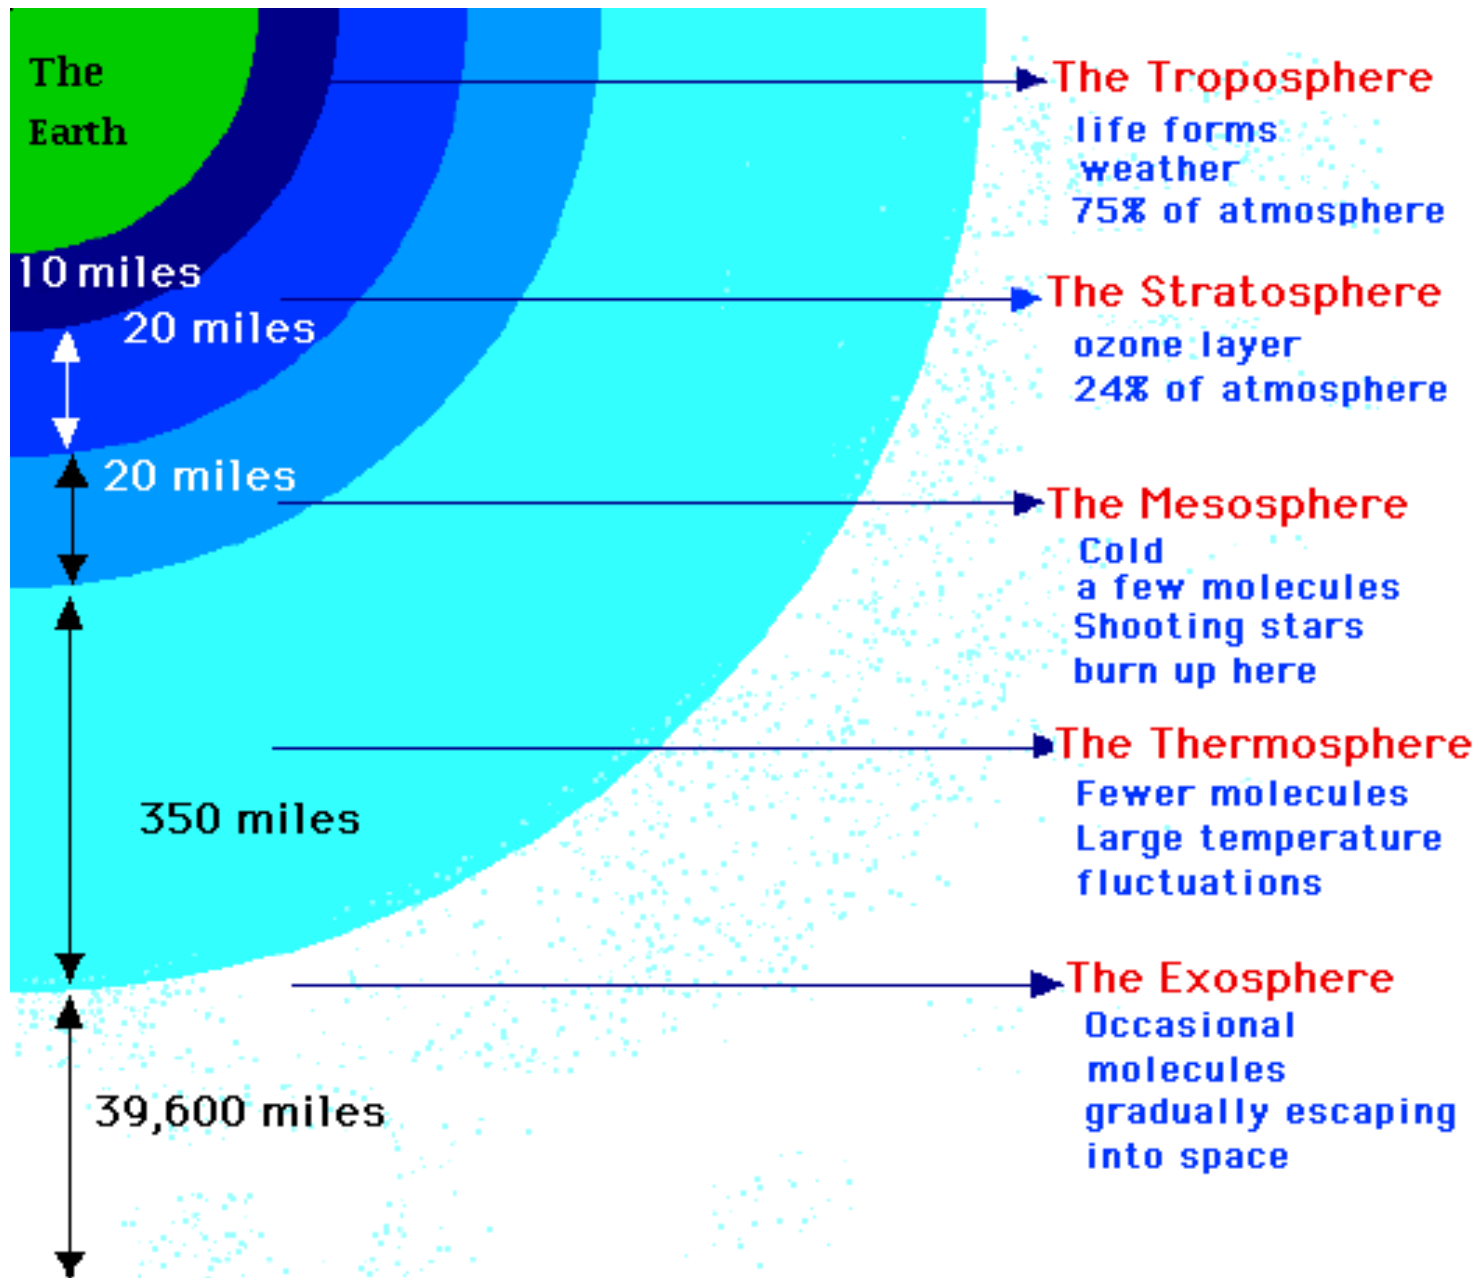 The
Earth
10 miles
20 miles
20 miles
350 miles
39,600 miles
The Troposphere
life forms
weather
75% of atmosphere
The Stratosphere
ozone layer
24% of atmosphere
The Mesosphere
Cold
a few molecules
Shooting stars
burn up here
The Thermosphere
Fewer molecules
Large temperature
fluctuations
The Exosphere
Occasional
molecules
gradually escaping
into space